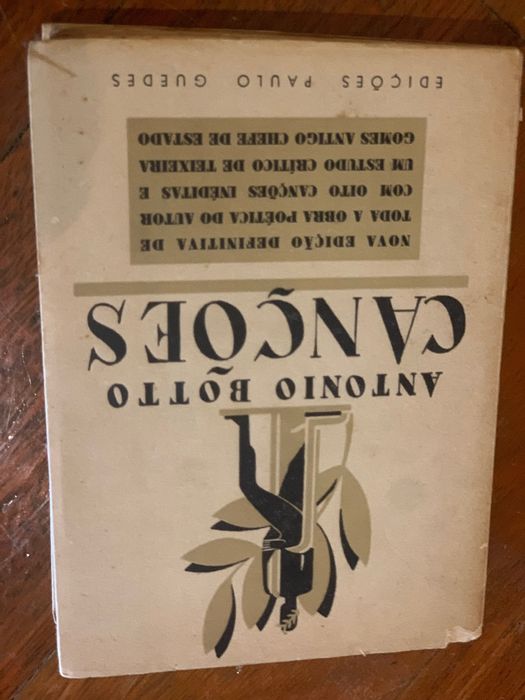 ANTONIO BÔTTO
CANÇÕES
NOVA EDIÇÃO DEFINITIVA DE
TODA A OBRA POÉTICA DO AUTOR
COM OITO CANÇÕES INÉDITAS E
UM ESTUDO CRÍTICO DE TEIXEIRA
GOMES ANTIGO CHEFE DE ESTADO
EDIÇÕES PAULO GUEDES